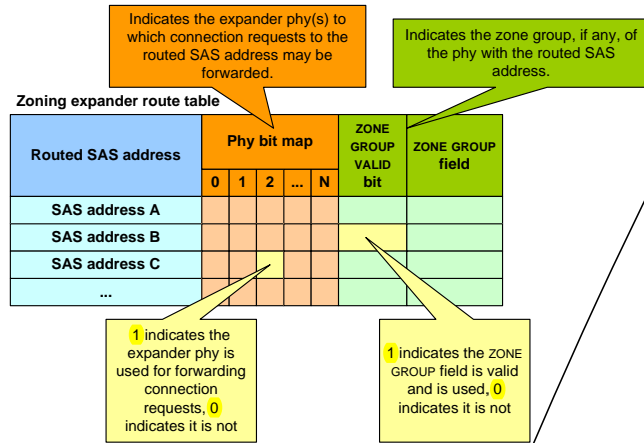 Indicates the expander phy(s) to
which connection requests to the
routed SAS address may be
forwarded.
Indicates the zone group, if any, of
the phy with the routed SAS
address.
Zoning expander route table
Routed SAS address
Phy bit map
ZONE
GROUP
VALID
bit
ZONE GROUP
field
0 1 2 ... N
SAS address A
SAS address B
SAS address C
...
1 indicates the
expander phy is
used for forwarding
connection
requests, 0
indicates it is not
1 indicates the ZONE
GROUP field is valid
and is used, 0
indicates it is not